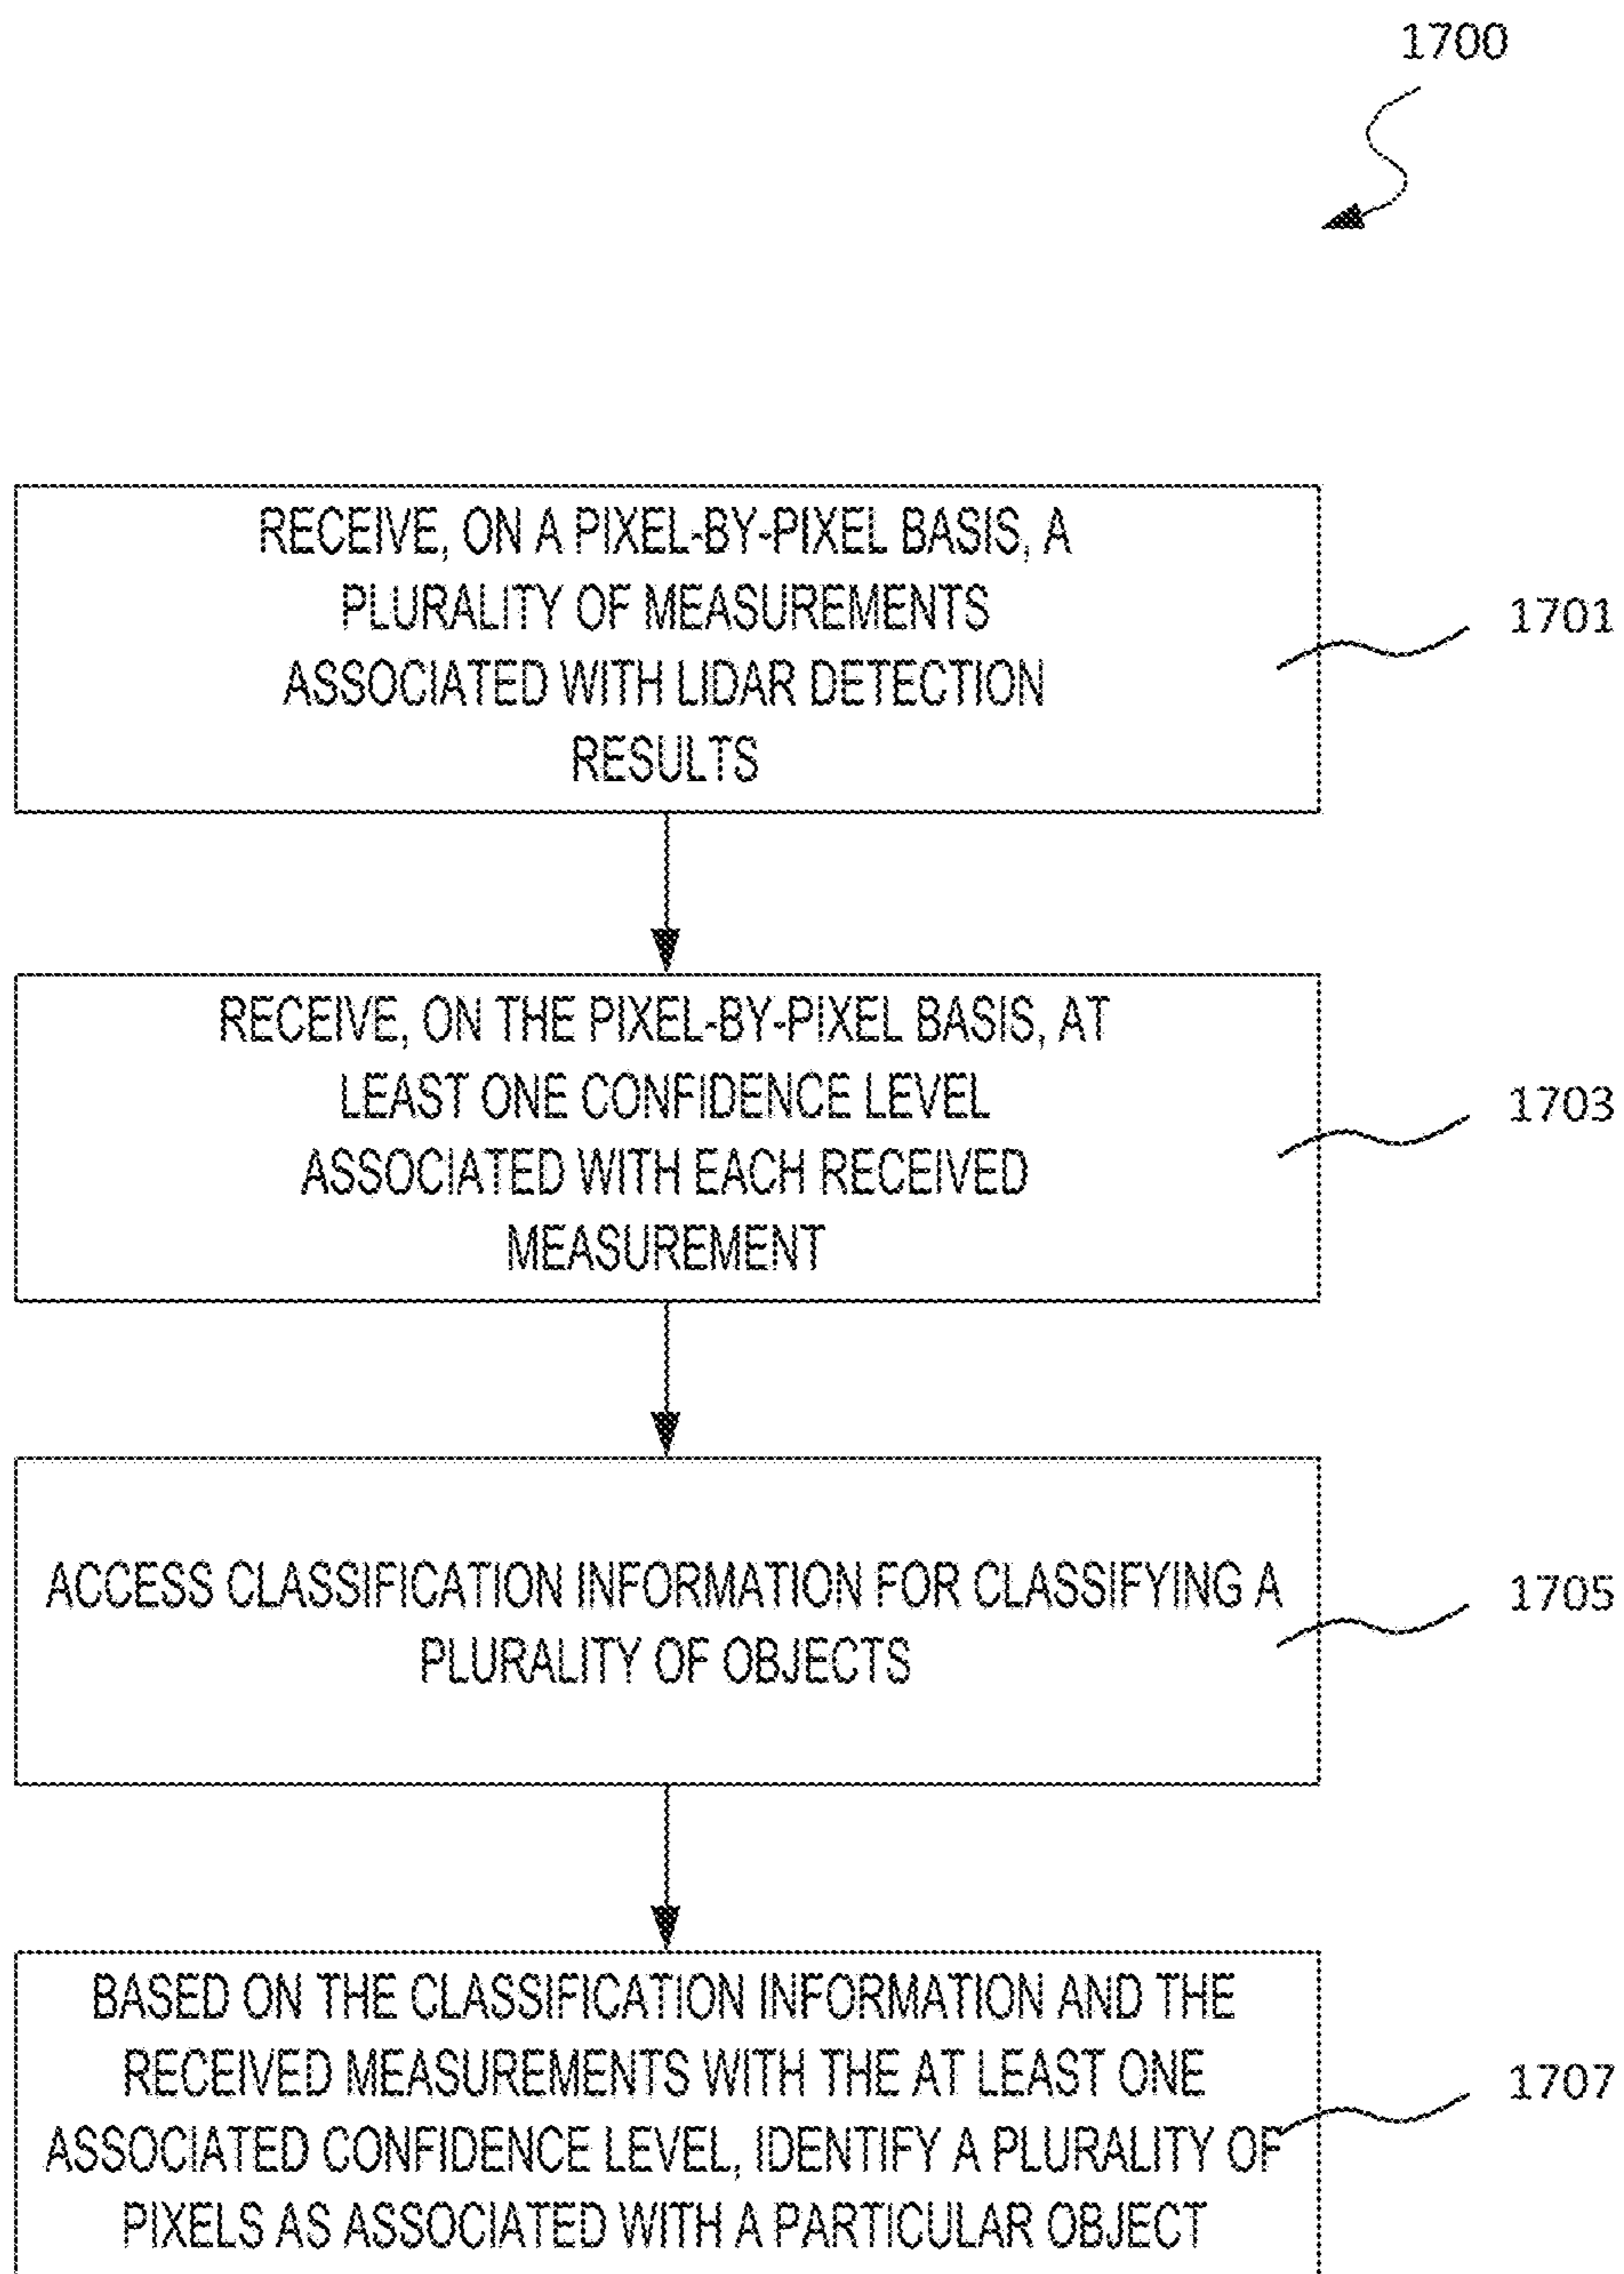 1700
RECEIVE, ON A PIXEL-BY-PIXEL BASIS, A
PLURALITY OF MEASUREMENTS
ASSOCIATED WITH LIDAR DETECTION
RESULTS
1701
RECEIVE, ON THE PIXEL-BY-PIXEL BASIS, AT
LEAST ONE CONFIDENCE LEVEL
ASSOCIATED WITH EACH RECEIVED
MEASUREMENT
1703
ACCESS CLASSIFICATION INFORMATION FOR CLASSIFYING A
PLURALITY OF OBJECTS
1705
BASED ON THE CLASSIFICATION INFORMATION AND THE
RECEIVED MEASUREMENTS WITH THE AT LEAST ONE
ASSOCIATED CONFIDENCE LEVEL, IDENTIFY A PLURALITY OF
PIXELS AS ASSOCIATED WITH A PARTICULAR OBJECT
1707